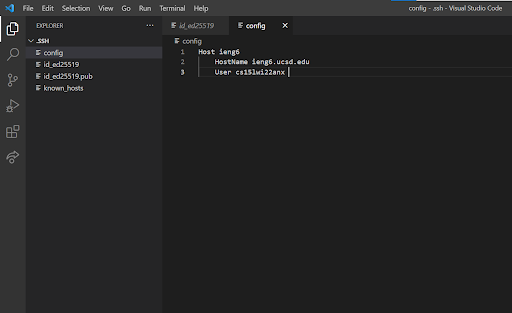 File Edit Selection View Go Run Terminal Help
config - .ssh - Visual Studio Code
EXPLORER ...
.SSH
config
id_ed25519
id_ed25519.pub
known_hosts
id_ed25519 config
config
1 Host ieng6
2 HostName ieng6.ucsd.edu
3 User cs15lwi22anx